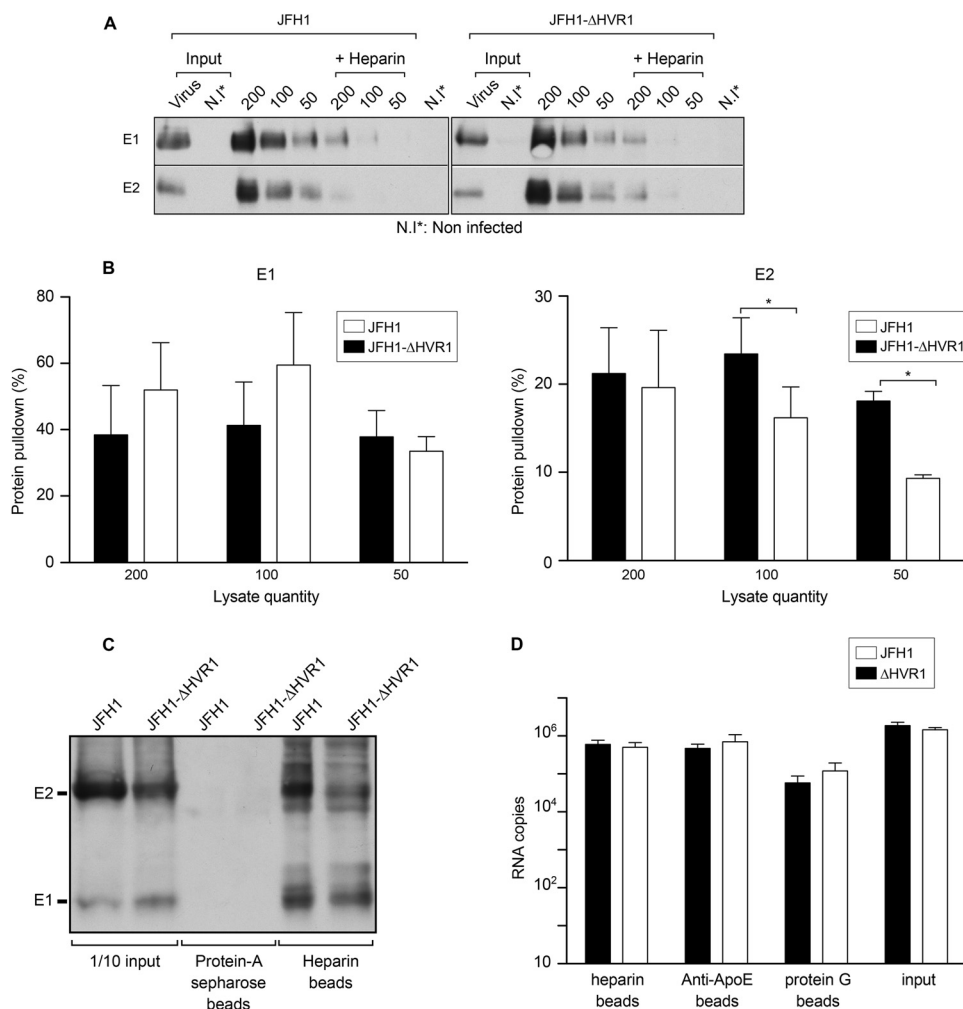 A
JFH1
JFH1-ΔHVR1
Input
+ Heparin
Input
+ Heparin
Virus
N.I*
200
100
50
200
100
50
N.I*
Virus
N.I*
200
100
50
200
100
50
N.I*
E1
E2
N.I*: Non infected
B
E1
JFH1
JFH1-ΔHVR1
Protein pulldown (%)
80
60
40
20
0
200
100
50
Lysate quantity
E2
JFH1
JFH1-ΔHVR1
Protein pulldown (%)
30
20
10
0
*
*
200
100
50
Lysate quantity
C
JFH1
JFH1-ΔHVR1
JFH1
JFH1-ΔHVR1
JFH1
JFH1-ΔHVR1
E2
E1
1/10 input
Protein-A
sepharose
beads
Heparin
beads
D
JFH1
ΔHVR1
RNA copies
10⁶
10⁴
10²
10
heparin
beads
Anti-ApoE
beads
protein G
beads
input